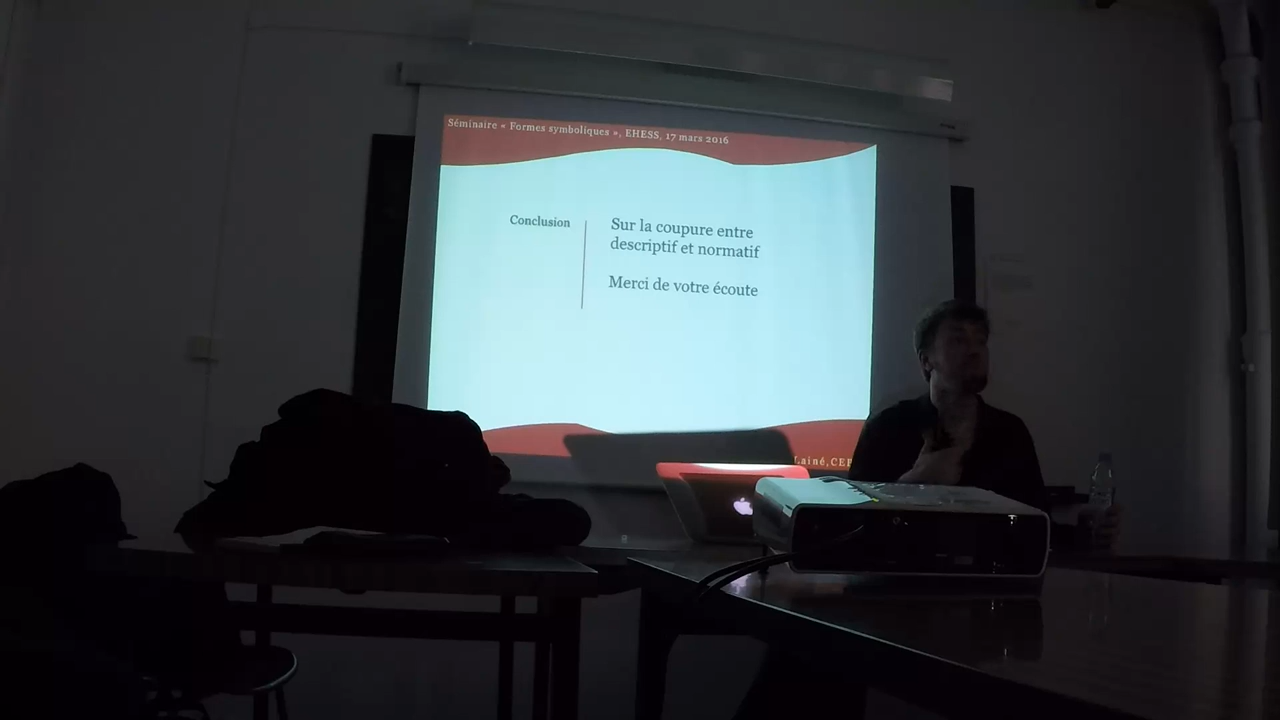 Séminaire « Formes symboliques », EHESS, 17 mars 2016
Conclusion
Sur la coupure entre
descriptif et normatif
Merci de votre écoute
Lainé,